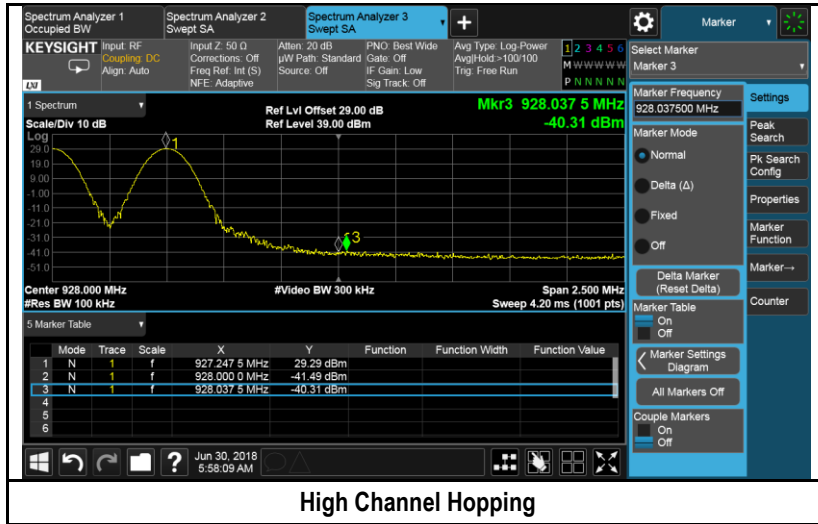 Spectrum Analyzer 1
Occupied BW
Spectrum Analyzer 2
Swept SA
Spectrum Analyzer 3
Swept SA
Marker
KEYSIGHT
LXI
Input: RF
Coupling: DC
Align: Auto
Input Z: 50 Ω
Corrections: Off
Freq Ref: Int (S)
NFE: Adaptive
Atten: 20 dB
µW Path: Standard
Source: Off
PNO: Best Wide
Gate: Off
IF Gain: Low
Sig Track: Off
Avg Type: Log-Power
Avg|Hold:>100/100
Trig: Free Run
1 2 3 4 5 6
M W W W W W
P N N N N N
Select Marker
Marker 3
1 Spectrum
Scale/Div 10 dB
Ref Lvl Offset 29.00 dB
Ref Level 39.00 dBm
Mkr3 928.037 5 MHz
-40.31 dBm
Log
29.0
19.0
9.00
-1.00
-11.0
-21.0
-31.0
-41.0
-51.0
1
3
Center 928.000 MHz
#Res BW 100 kHz
#Video BW 300 kHz
Span 2.500 MHz
Sweep 4.20 ms (1001 pts)
5 Marker Table
Mode Trace Scale X Y Function Function Width Function Value
1 N 1 f 927.247 5 MHz 29.29 dBm
2 N 1 f 928.000 0 MHz -41.49 dBm
3 N 1 f 928.037 5 MHz -40.31 dBm
4
5
6
Marker Frequency
928.037500 MHz
Marker Mode
Normal
Delta (Δ)
Fixed
Off
Delta Marker
(Reset Delta)
Marker Table
On
Off
Marker Settings
Diagram
All Markers Off
Couple Markers
On
Off
Settings
Peak
Search
Pk Search
Config
Properties
Marker
Function
Marker→
Counter
?
Jun 30, 2018
5:58:09 AM
High Channel Hopping